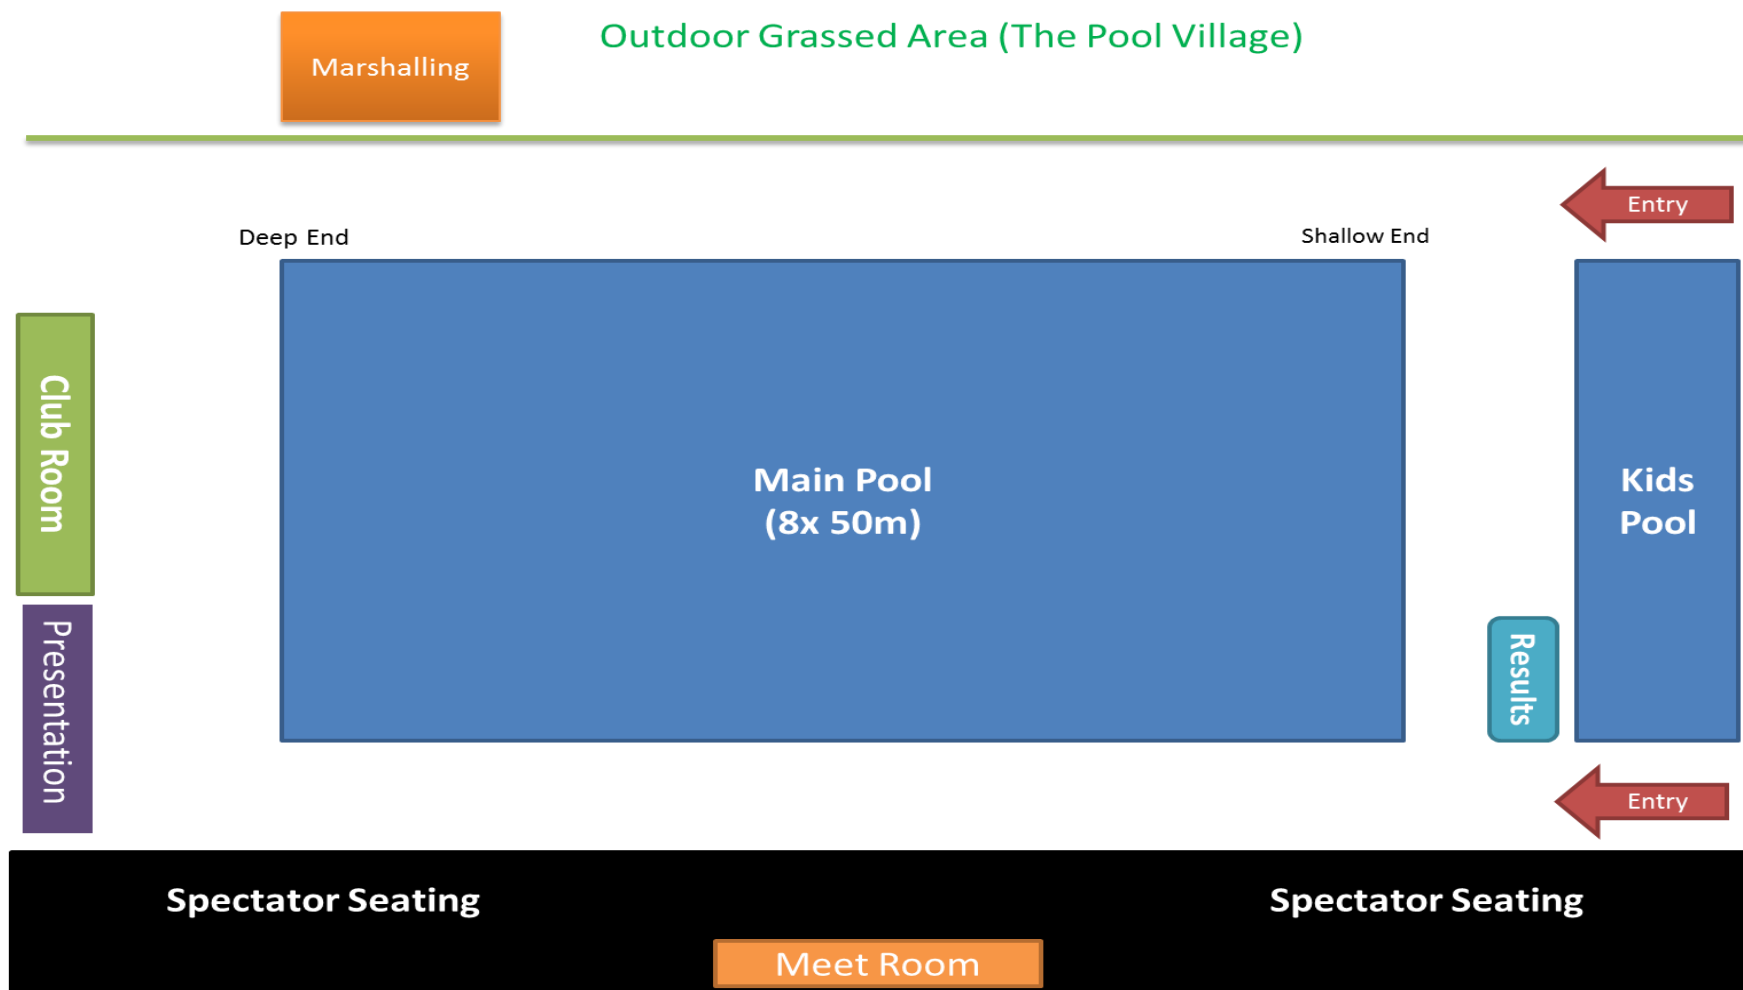 Outdoor Grassed Area (The Pool Village)
Marshalling
Entry
Deep End
Shallow End
Club Room
Main Pool
(8x 50m)
Kids
Pool
Presentation
Results
Entry
Spectator Seating
Spectator Seating
Meet Room